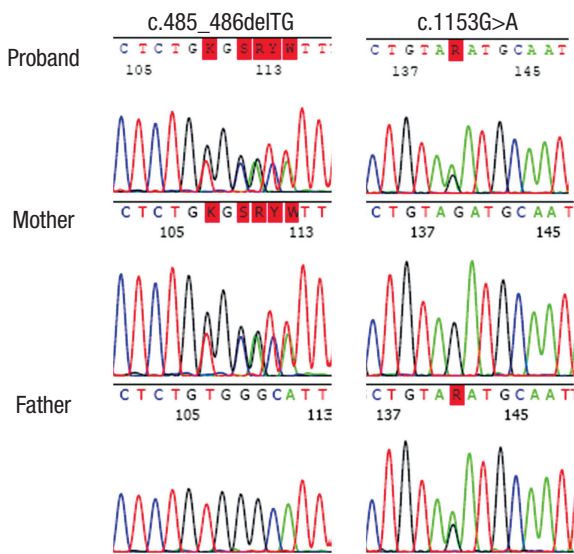 c.485_486delTG c.1153G>A
Proband
C T C T G K G S R Y W T T
C T G T A R A T G C A A T
105 113
137 145
Mother
C T C T G K G S R Y W T T
C T G T A G A T G C A A T
105 113
137 145
Father
C T C T G T G G G C A T T
C T G T A R A T G C A A T
105 113
137 145